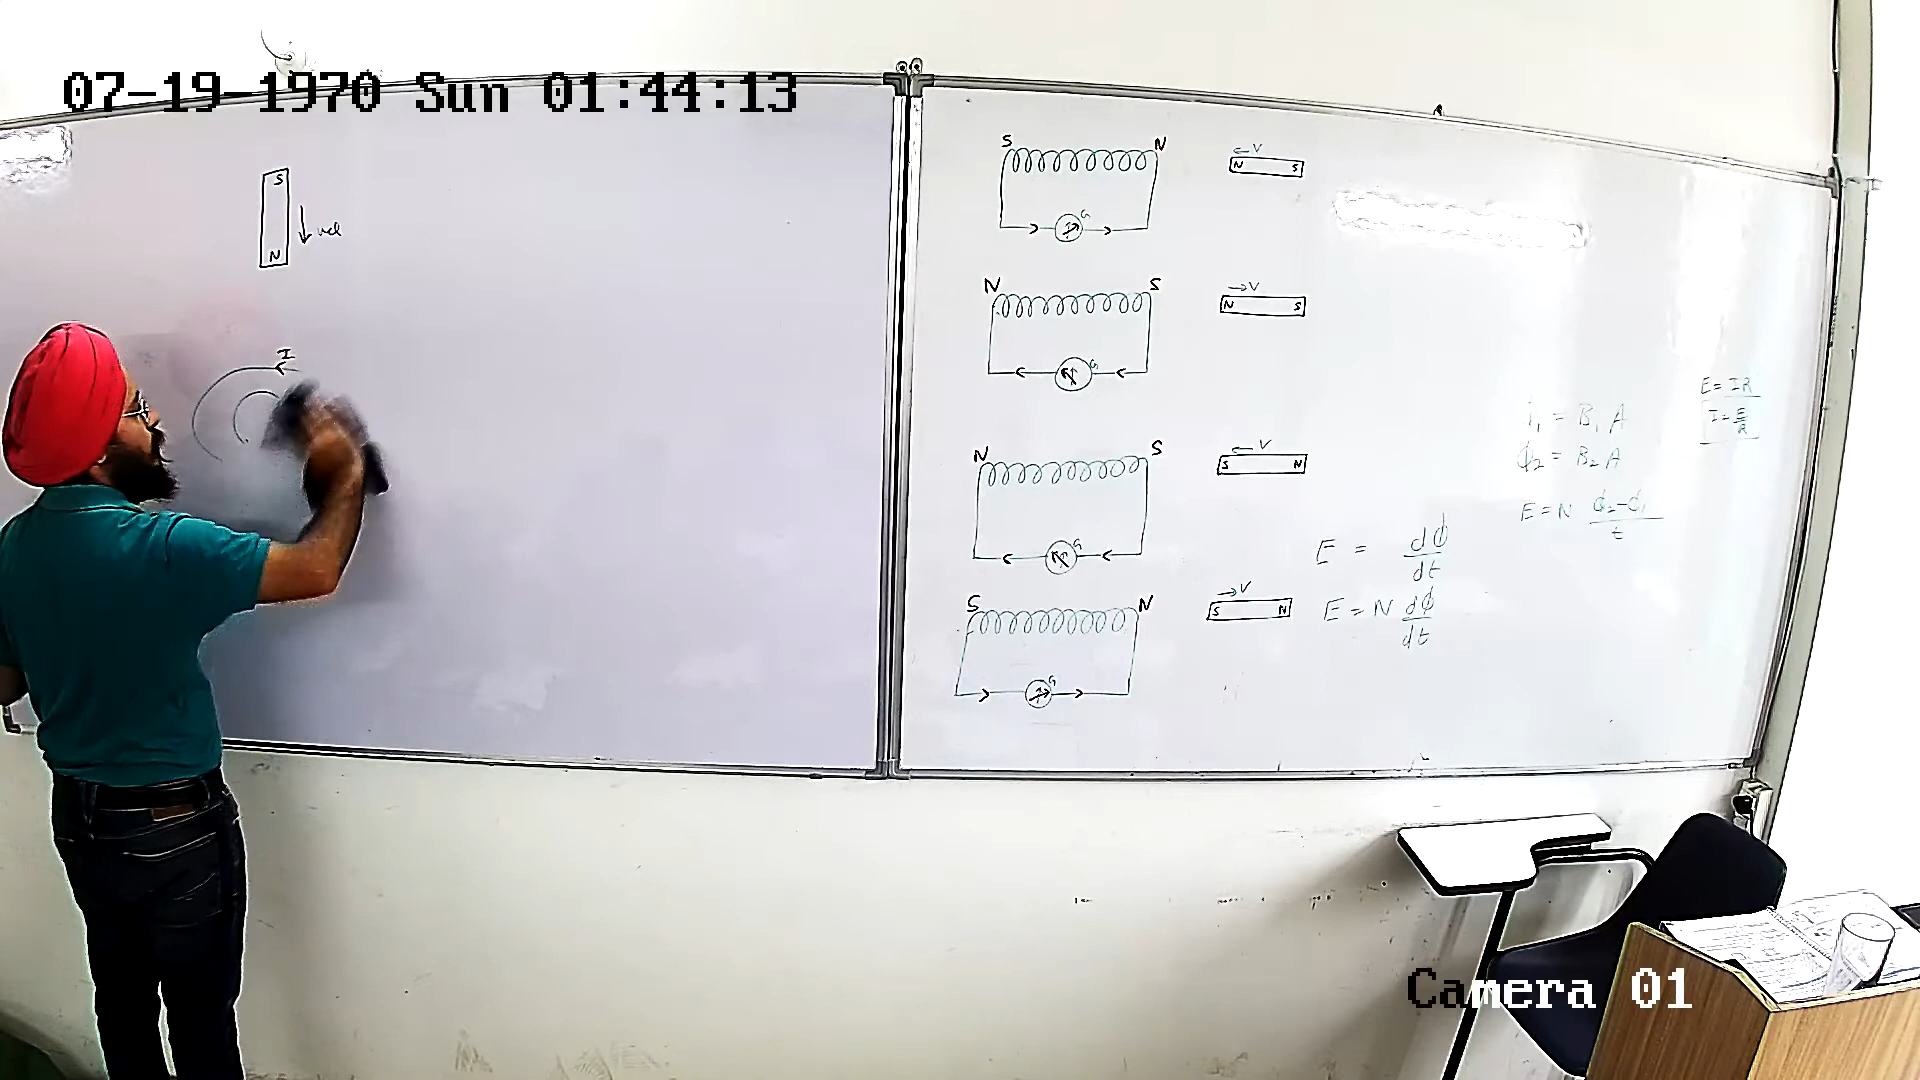 07-19-1970 Sun 01:44:13
S
N
vel
I
S N
← V
N S
G
N S
→ V
N S
G
N S
← V
S N
G
S N
→ V
S N
G
E = dϕ/dt
E = N dϕ/dt
= B₁ A
ϕ₂ = B₂ A
E = N ϕ₂-ϕ₁/t
E = IR
I = E/R
Camera 01